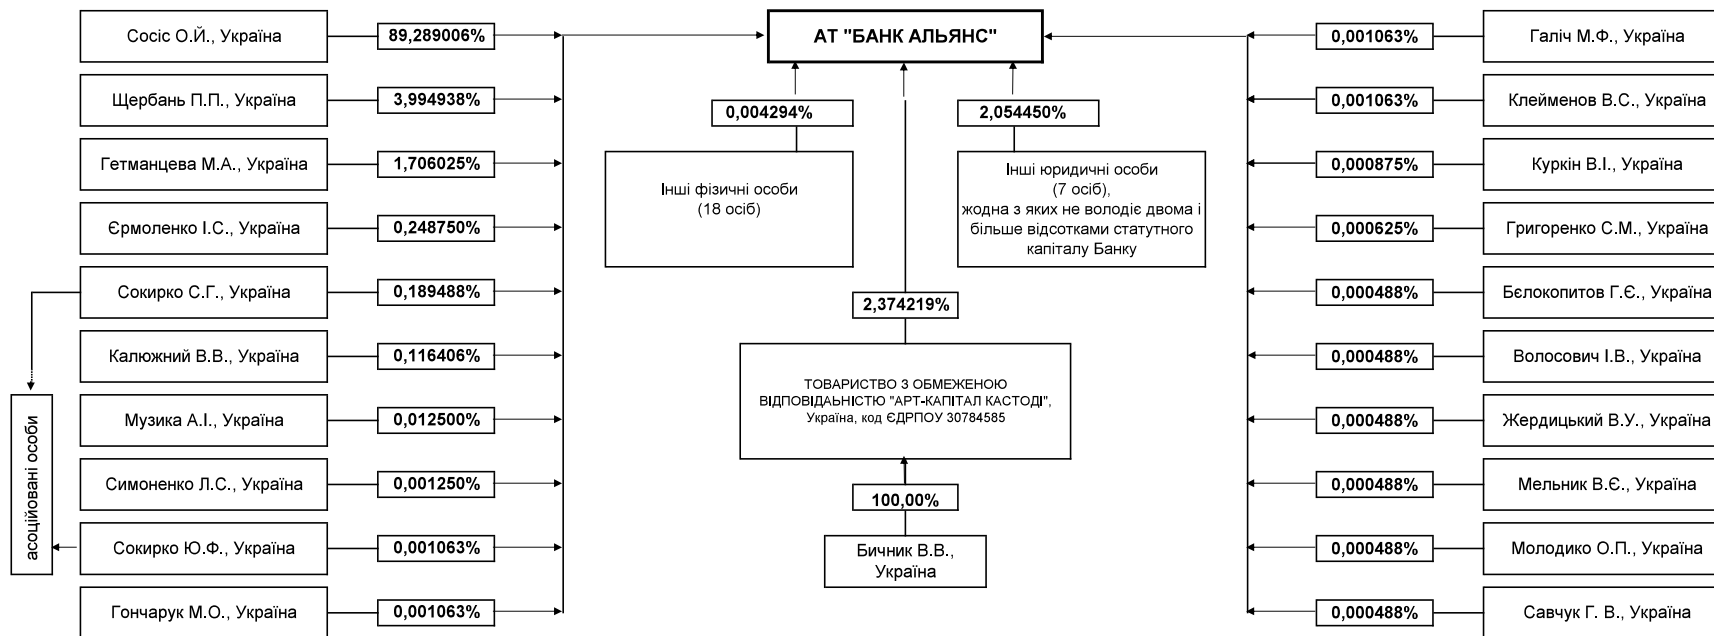 Сосіс О.Й., Україна
89,289006%
АТ "БАНК АЛЬЯНС"
0,001063%
Галіч М.Ф., Україна
Щербань П.П., Україна
3,994938%
0,004294%
2,054450%
0,001063%
Клейменов В.С., Україна
Гетманцева М.А., Україна
1,706025%
Інші фізичні особи
(18 осіб)
Інші юридичні особи
(7 осіб),
жодна з яких не володіє двома і
більше відсотками статутного
капіталу Банку
0,000875%
Куркін В.І., Україна
Єрмоленко І.С., Україна
0,248750%
0,000625%
Григоренко С.М., Україна
Сокирко С.Г., Україна
0,189488%
2,374219%
0,000488%
Бєлокопитов Г.Є., Україна
Калюжний В.В., Україна
0,116406%
ТОВАРИСТВО З ОБМЕЖЕНОЮ
ВІДПОВІДАЬНІСТЮ "АРТ-КАПІТАЛ КАСТОДІ",
Україна, код ЄДРПОУ 30784585
0,000488%
Волосович І.В., Україна
асоційовані особи
Музика А.І., Україна
0,012500%
0,000488%
Жердицький В.У., Україна
Симоненко Л.С., Україна
0,001250%
100,00%
0,000488%
Мельник В.Є., Україна
Сокирко Ю.Ф., Україна
0,001063%
Бичник В.В.,
Україна
0,000488%
Молодико О.П., Україна
Гончарук М.О., Україна
0,001063%
0,000488%
Савчук Г. В., Україна